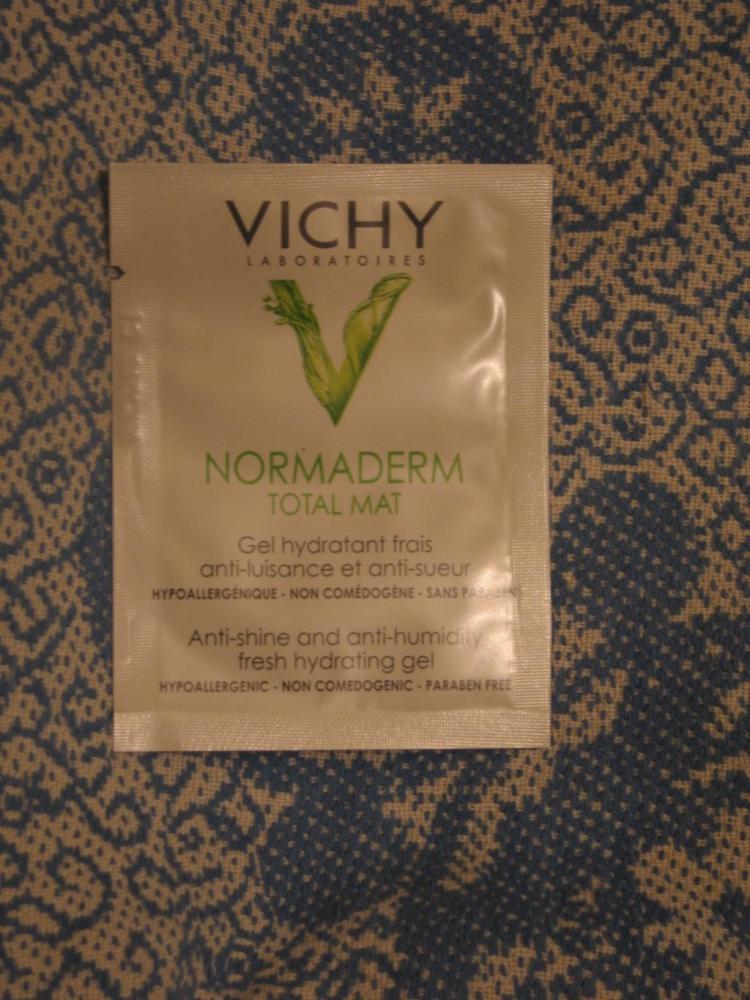 VICHY
LABORATOIRES
NORMADERM
TOTAL MAT
Gel hydratant frais
anti-luisance et anti-sueur
HYPOALLERGÉNIQUE - NON COMÉDOGÈNE - SANS PARABEN
Anti-shine and anti-humidity
fresh hydrating gel
HYPOALLERGENIC - NON COMEDOGENIC - PARABEN FREE